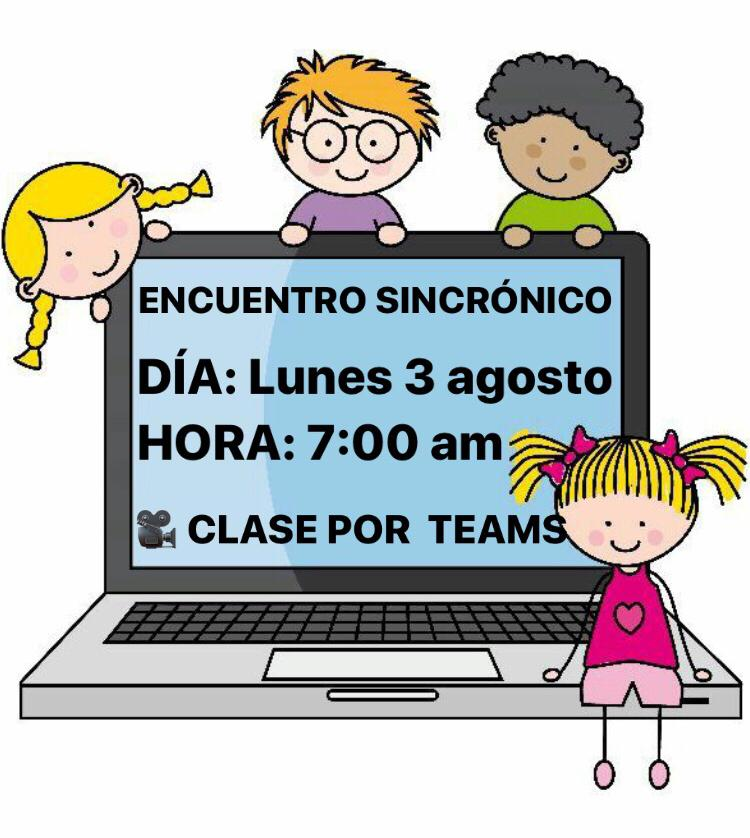 ENCUENTRO SINCRÓNICO
DÍA: Lunes 3 agosto
HORA: 7:00 am
🎥 CLASE POR TEAMS